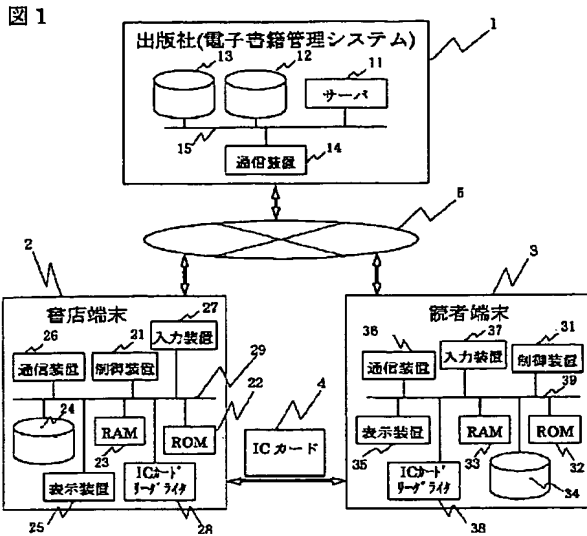 図1
出版社(電子書籍管理システム)
1
13
12
11
サーバ
15
14
通信装置
5
2
3
書店端末
27
26
21
入力装置
通信装置
制御装置
29
24
22
RAM
ROM
23
表示装置
ICカード
リーダライタ
25
28
4
ICカード
読者端末
36
37
31
通信装置
入力装置
制御装置
39
表示装置
RAM
ROM
35
33
32
ICカード
リーダライタ
34
38